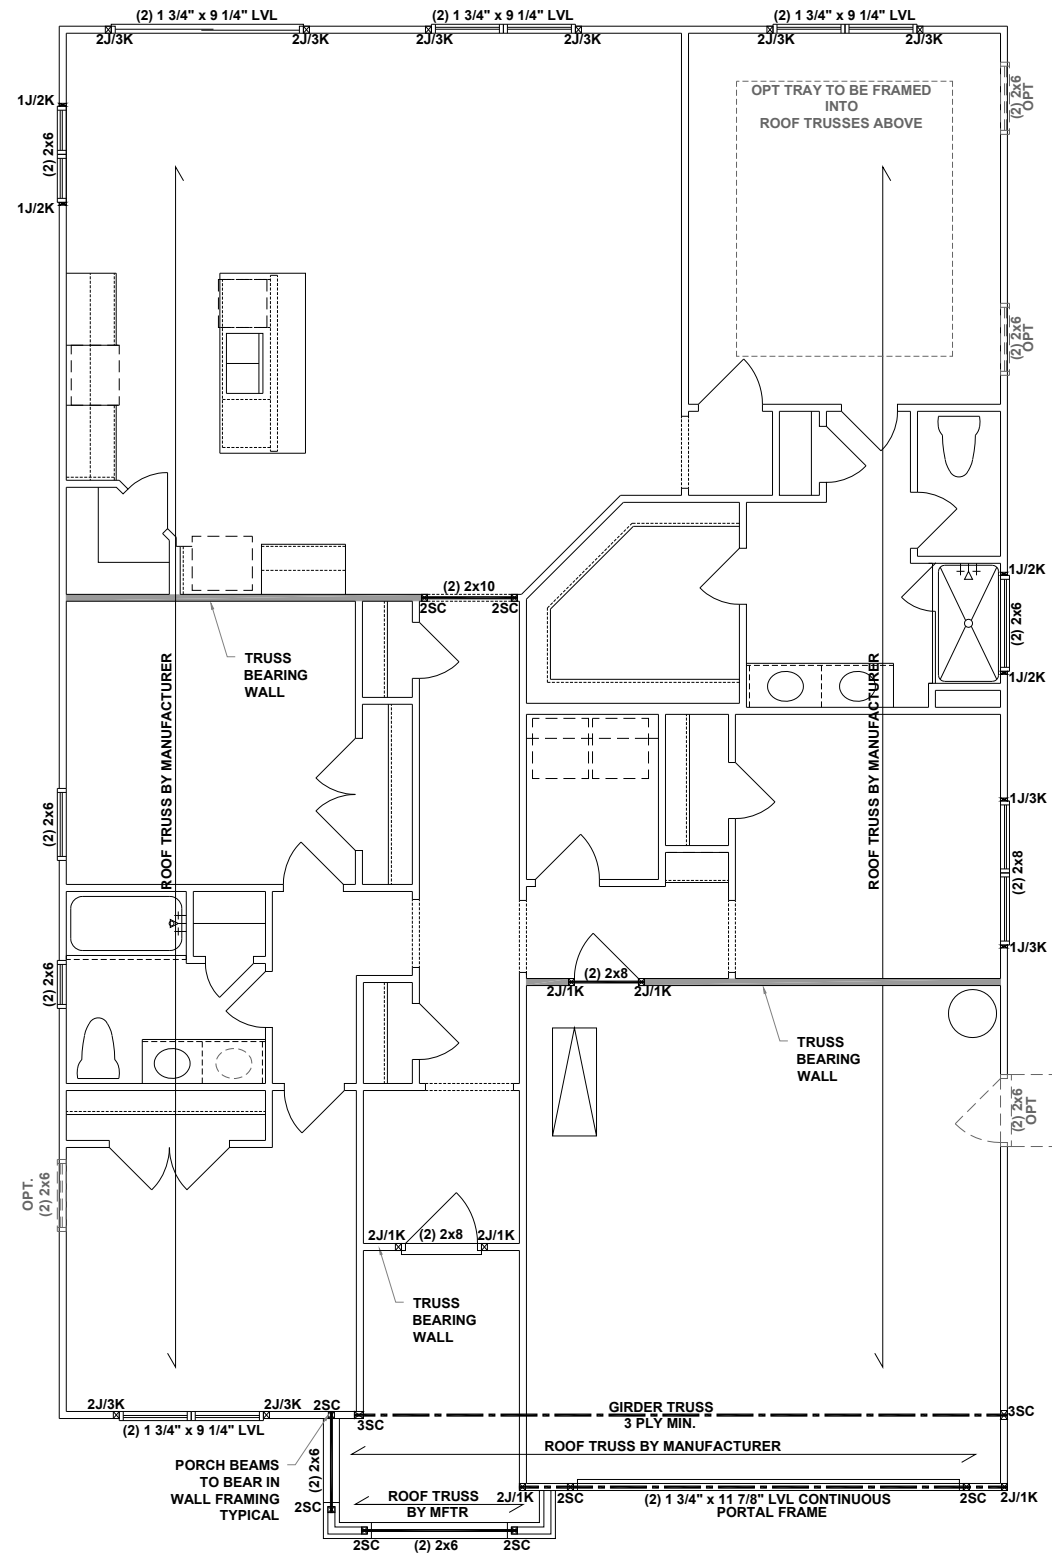 (2) 1 3/4" x 9 1/4" LVL
(2) 1 3/4" x 9 1/4" LVL
(2) 1 3/4" x 9 1/4" LVL
2J/3K
2J/3K
2J/3K
2J/3K
2J/3K
2J/3K
1J/2K
(2) 2x6
1J/2K
(2) 2x6
OPT
OPT TRAY TO BE FRAMED
INTO
ROOF TRUSSES ABOVE
(2) 2x6
OPT
(2) 2x10
2SC
2SC
1J/2K
(2) 2x6
1J/2K
TRUSS
BEARING
WALL
ROOF TRUSS BY MANUFACTURER
ROOF TRUSS BY MANUFACTURER
(2) 2x6
1J/3K
(2) 2x8
1J/3K
(2) 2x6
(2) 2x8
2J/1K
2J/1K
TRUSS
BEARING
WALL
(2) 2x6
OPT
OPT.
(2) 2x6
2J/1K
(2) 2x8
2J/1K
TRUSS
BEARING
WALL
2J/3K
2J/3K
2SC
(2) 1 3/4" x 9 1/4" LVL
3SC
GIRDER TRUSS
3 PLY MIN.
3SC
ROOF TRUSS BY MANUFACTURER
PORCH BEAMS
TO BEAR IN
WALL FRAMING
TYPICAL
(2) 2x6
2SC
ROOF TRUSS
BY MFTR
2J/1K
2SC
(2) 1 3/4" x 11 7/8" LVL CONTINUOUS
PORTAL FRAME
2SC
2J/1K
2SC
(2) 2x6
2SC